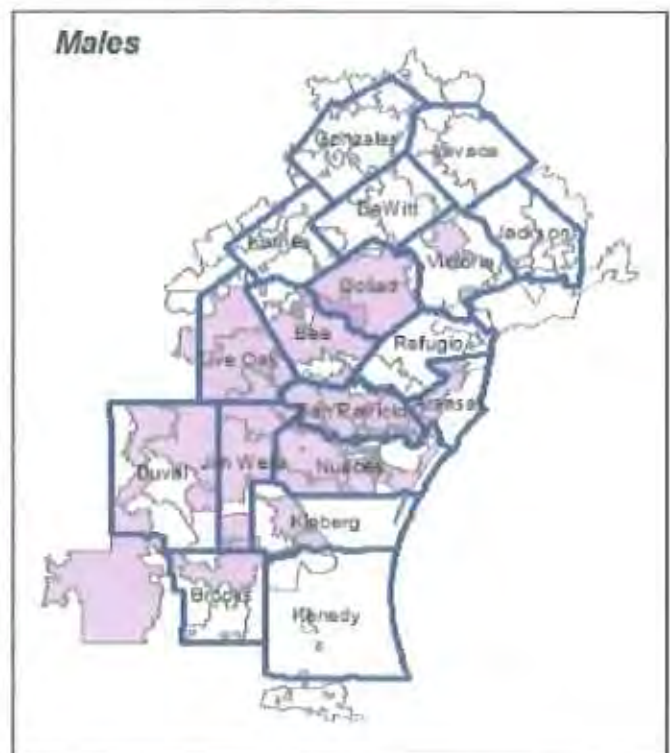 Males
Gonzales
Lavaca
DeWitt
Jackson
Karnes
Victoria
Goliad
Bee
Refugio
Live Oak
Aransas
San Patricio
Duval
Jim Wells
Nueces
Kleberg
Brooks
Kenedy